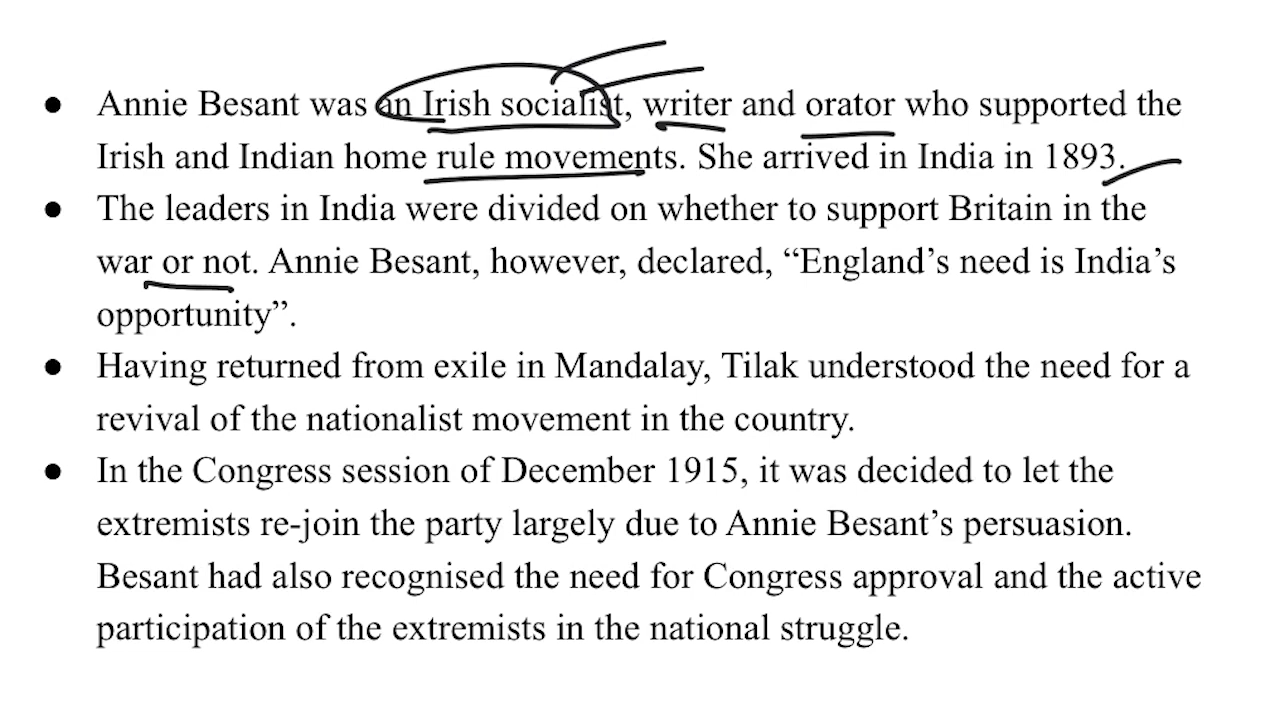 ● Annie Besant was an Irish socialist, writer and orator who supported the
Irish and Indian home rule movements. She arrived in India in 1893.
● The leaders in India were divided on whether to support Britain in the
war or not. Annie Besant, however, declared, “England’s need is India’s
opportunity”.
● Having returned from exile in Mandalay, Tilak understood the need for a
revival of the nationalist movement in the country.
● In the Congress session of December 1915, it was decided to let the
extremists re-join the party largely due to Annie Besant’s persuasion.
Besant had also recognised the need for Congress approval and the active
participation of the extremists in the national struggle.